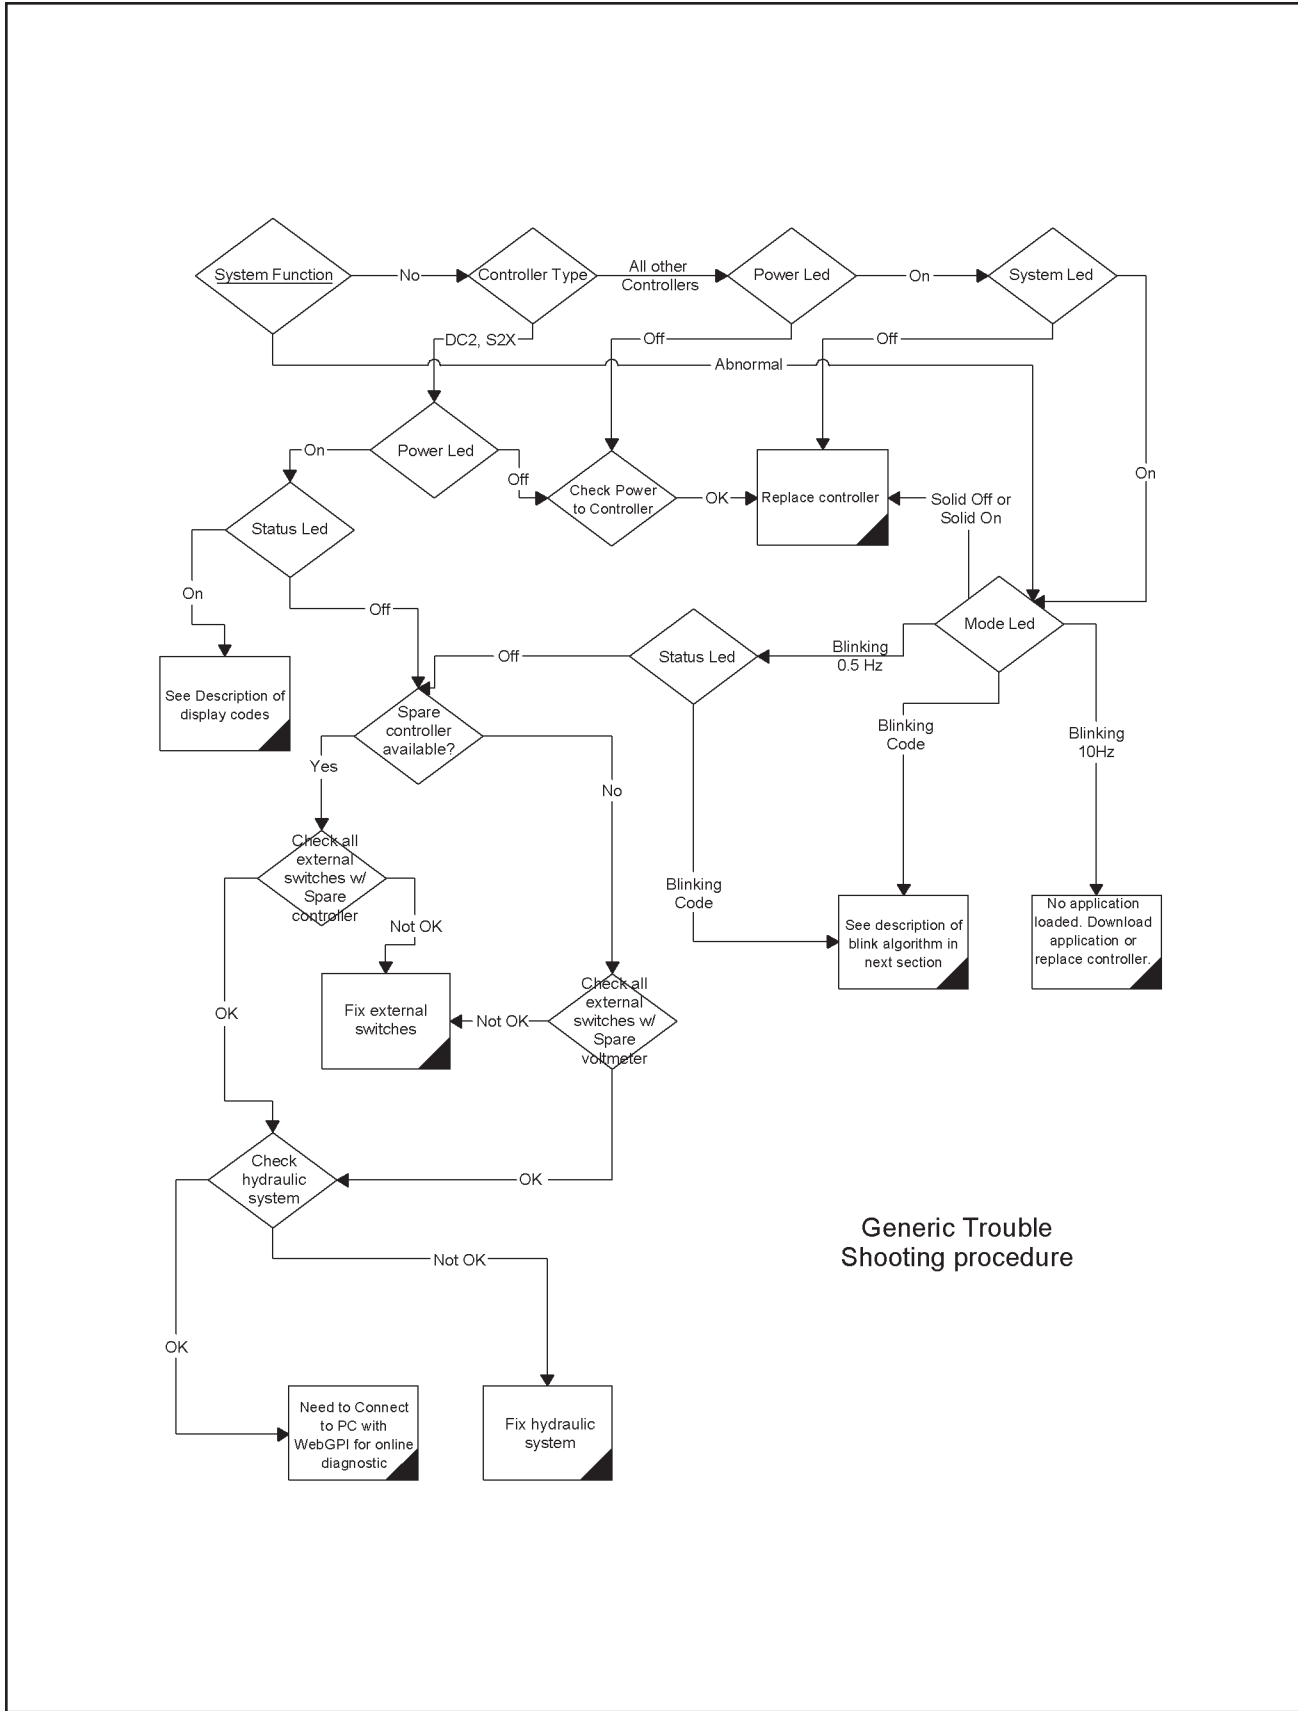 System Function
No
Controller Type
All other
Controllers
Power Led
On
System Led
DC2, S2X
Off
Off
Abnormal
On
Power Led
Off
Check Power
to Controller
OK
Replace controller
Solid Off or
Solid On
On
Status Led
On
Off
Mode Led
Status Led
Blinking
0.5 Hz
Off
See Description of
display codes
Spare
controller
available?
Blinking
Code
Blinking
10Hz
Yes
No
Check all
external
switches w/
Spare
controller
Not OK
Blinking
Code
See description of
blink algorithm in
next section
No application
loaded. Download
application or
replace controller.
OK
Fix external
switches
Not OK
Check all
external
switches w/
Spare
voltmeter
Check
hydraulic
system
OK
Generic Trouble
Shooting procedure
Not OK
OK
Need to Connect
to PC with
WebGPI for online
diagnostic
Fix hydraulic
system